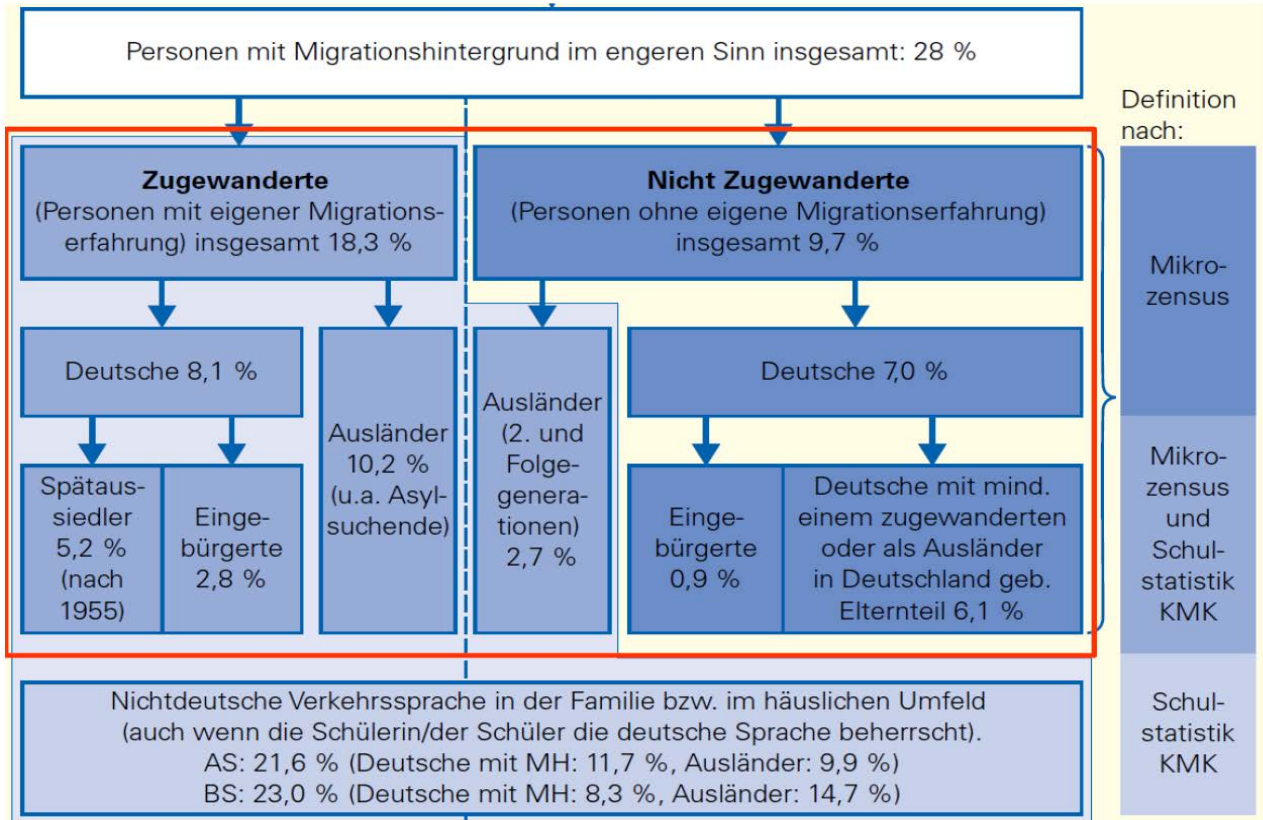 Personen mit Migrationshintergrund im engeren Sinn insgesamt: 28 %
Definition
nach:
Zugewanderte
(Personen mit eigener Migrations-
erfahrung) insgesamt 18,3 %
Nicht Zugewanderte
(Personen ohne eigene Migrationserfahrung)
insgesamt 9,7 %
Mikro-
zensus
Deutsche 8,1 %
Spätaus-
siedler
5,2 %
(nach
1955)
Einge-
bürgerte
2,8 %
Ausländer
10,2 %
(u.a. Asyl-
suchende)
Ausländer
(2. und
Folge-
genera-
tionen)
2,7 %
Deutsche 7,0 %
Einge-
bürgerte
0,9 %
Deutsche mit mind.
einem zugewanderten
oder als Ausländer
in Deutschland geb.
Elternteil 6,1 %
Mikro-
zensus
und
Schul-
statistik
KMK
Nichtdeutsche Verkehrssprache in der Familie bzw. im häuslichen Umfeld
(auch wenn die Schülerin/der Schüler die deutsche Sprache beherrscht).
AS: 21,6 % (Deutsche mit MH: 11,7 %, Ausländer: 9,9 %)
BS: 23,0 % (Deutsche mit MH: 8,3 %, Ausländer: 14,7 %)
Schul-
statistik
KMK